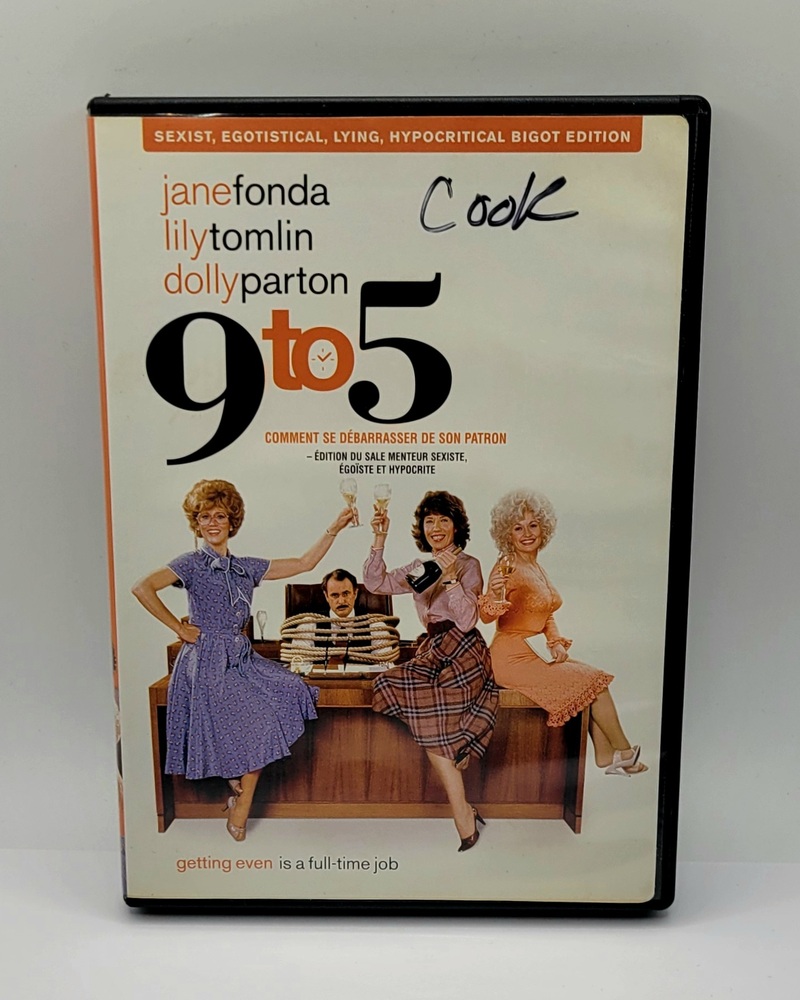 SEXIST, EGOTISTICAL, LYING, HYPOCRITICAL BIGOT EDITION
janefonda
lilytomlin
dollyparton
Cook
9to5
COMMENT SE DÉBARRASSER DE SON PATRON
– ÉDITION DU SALE MENTEUR SEXISTE,
ÉGOÏSTE ET HYPOCRITE
getting even is a full-time job